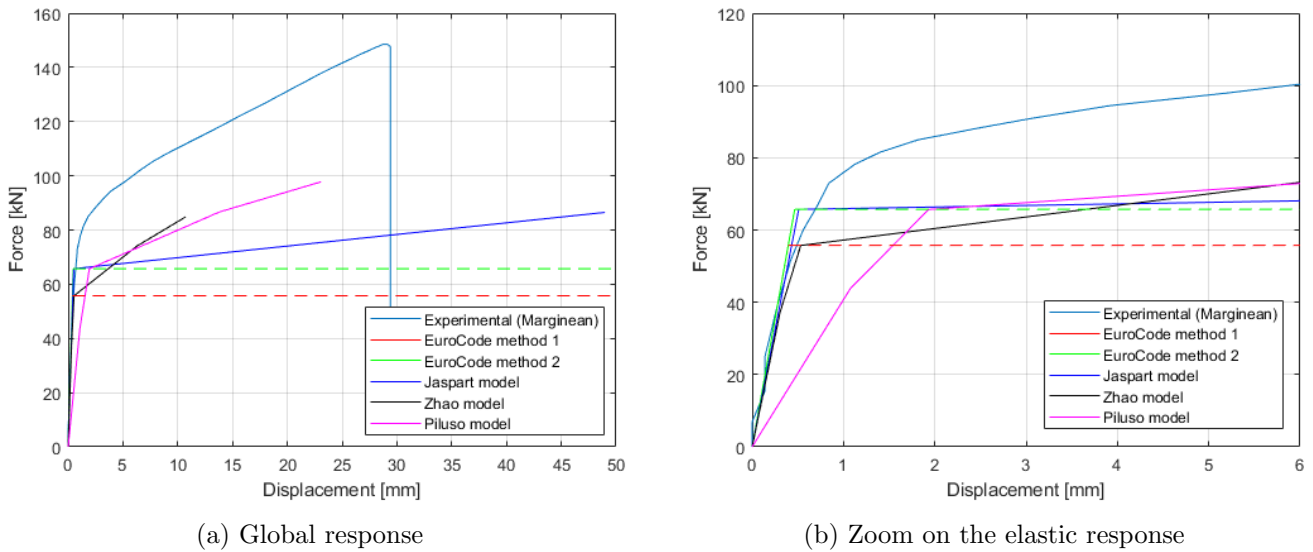 160
140
120
100
80
60
40
20
0
Force [kN]
0 5 10 15 20 25 30 35 40 45 50
Displacement [mm]
Experimental (Marginean)
EuroCode method 1
EuroCode method 2
Jaspart model
Zhao model
Piluso model
(a) Global response
120
100
80
60
40
20
0
Force [kN]
0 1 2 3 4 5 6
Displacement [mm]
Experimental (Marginean)
EuroCode method 1
EuroCode method 2
Jaspart model
Zhao model
Piluso model
(b) Zoom on the elastic response